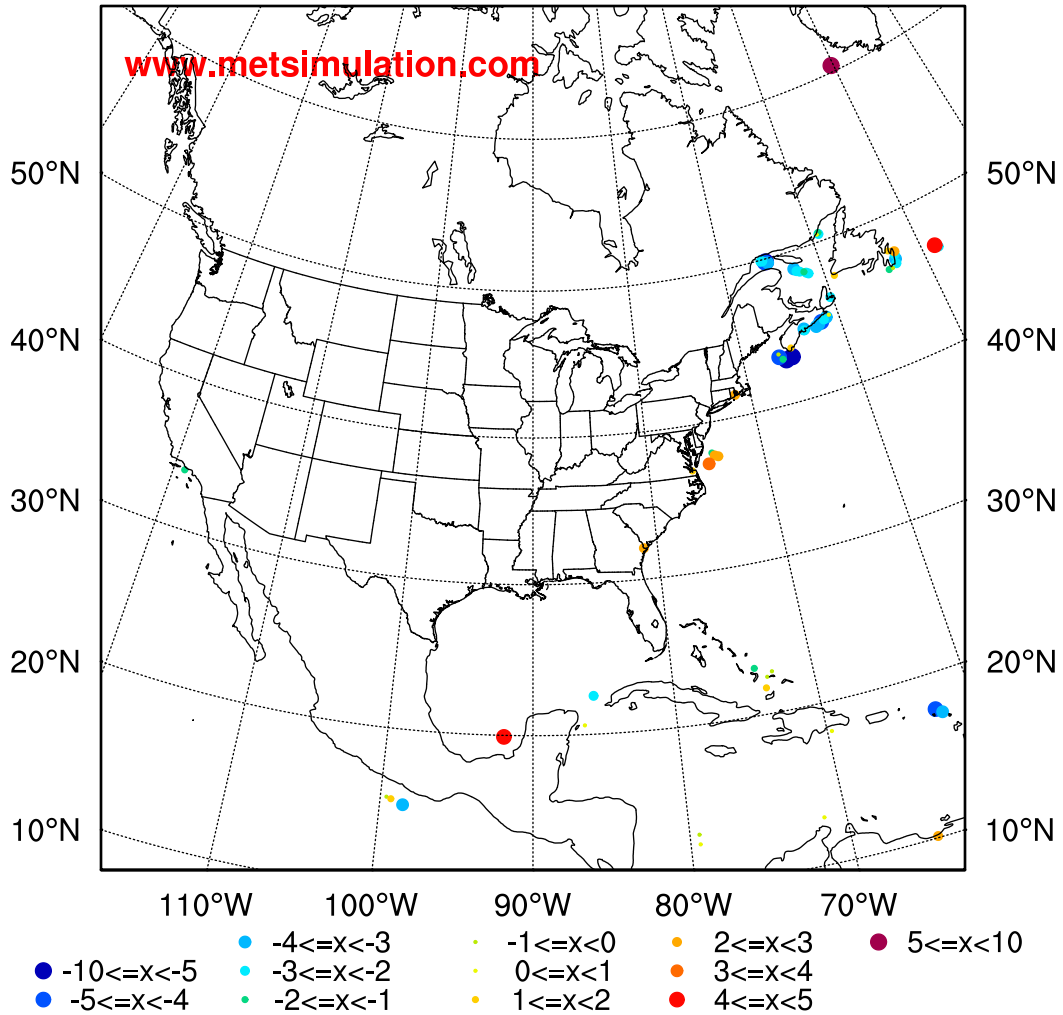 www.metsimulation.com
50°N 50°N
40°N 40°N
30°N 30°N
20°N 20°N
10°N 10°N
110°W 100°W 90°W 80°W 70°W
-4<=x<-3 -1<=x<0 2<=x<3 5<=x<10
-10<=x<-5 -3<=x<-2 0<=x<1 3<=x<4
-5<=x<-4 -2<=x<-1 1<=x<2 4<=x<5